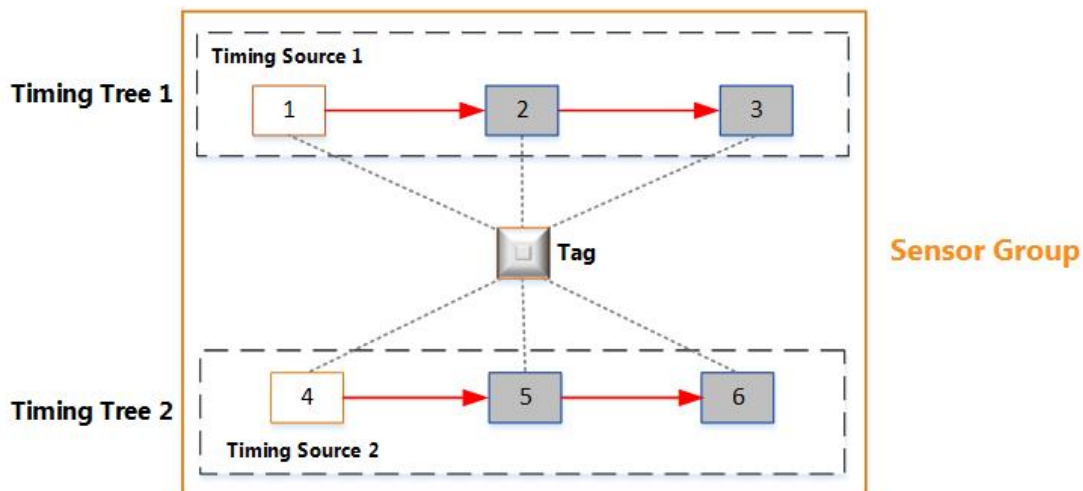 Timing Source 1
Timing Tree 1
1
2
3
Tag
Sensor Group
4
5
6
Timing Tree 2
Timing Source 2